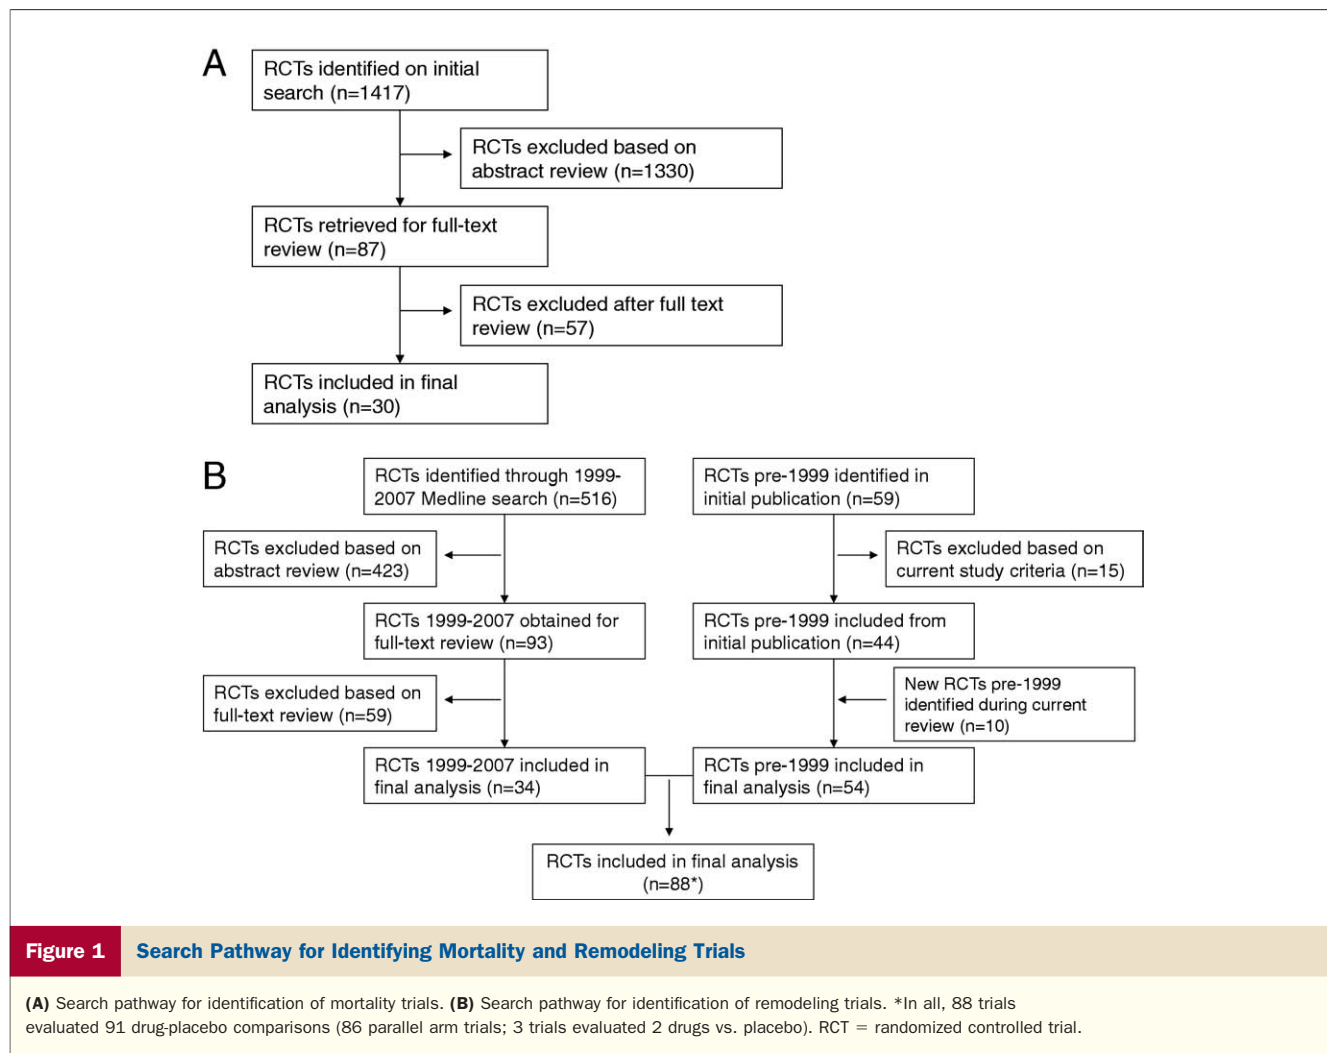 A
RCTs identified on initial
search (n=1417)
RCTs excluded based on
abstract review (n=1330)
RCTs retrieved for full-text
review (n=87)
RCTs excluded after full text
review (n=57)
RCTs included in final
analysis (n=30)
B
RCTs identified through 1999-
2007 Medline search (n=516)
RCTs pre-1999 identified in
initial publication (n=59)
RCTs excluded based on
abstract review (n=423)
RCTs excluded based on
current study criteria (n=15)
RCTs 1999-2007 obtained for
full-text review (n=93)
RCTs pre-1999 included from
initial publication (n=44)
RCTs excluded based on
full-text review (n=59)
New RCTs pre-1999
identified during current
review (n=10)
RCTs 1999-2007 included in
final analysis (n=34)
RCTs pre-1999 included in
final analysis (n=54)
RCTs included in final analysis
(n=88*)
Figure 1 Search Pathway for Identifying Mortality and Remodeling Trials
(A) Search pathway for identification of mortality trials. (B) Search pathway for identification of remodeling trials. *In all, 88 trials
evaluated 91 drug-placebo comparisons (86 parallel arm trials; 3 trials evaluated 2 drugs vs. placebo). RCT = randomized controlled trial.